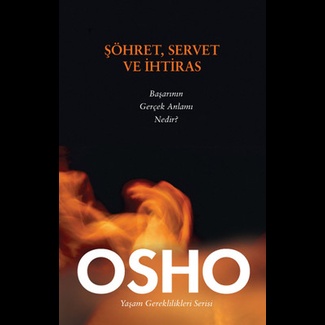 ŞÖHRET, SERVET
VE İHTİRAS
Başarının
Gerçek Anlamı
Nedir?
OSHO
Yaşam Gereklilikleri Serisi